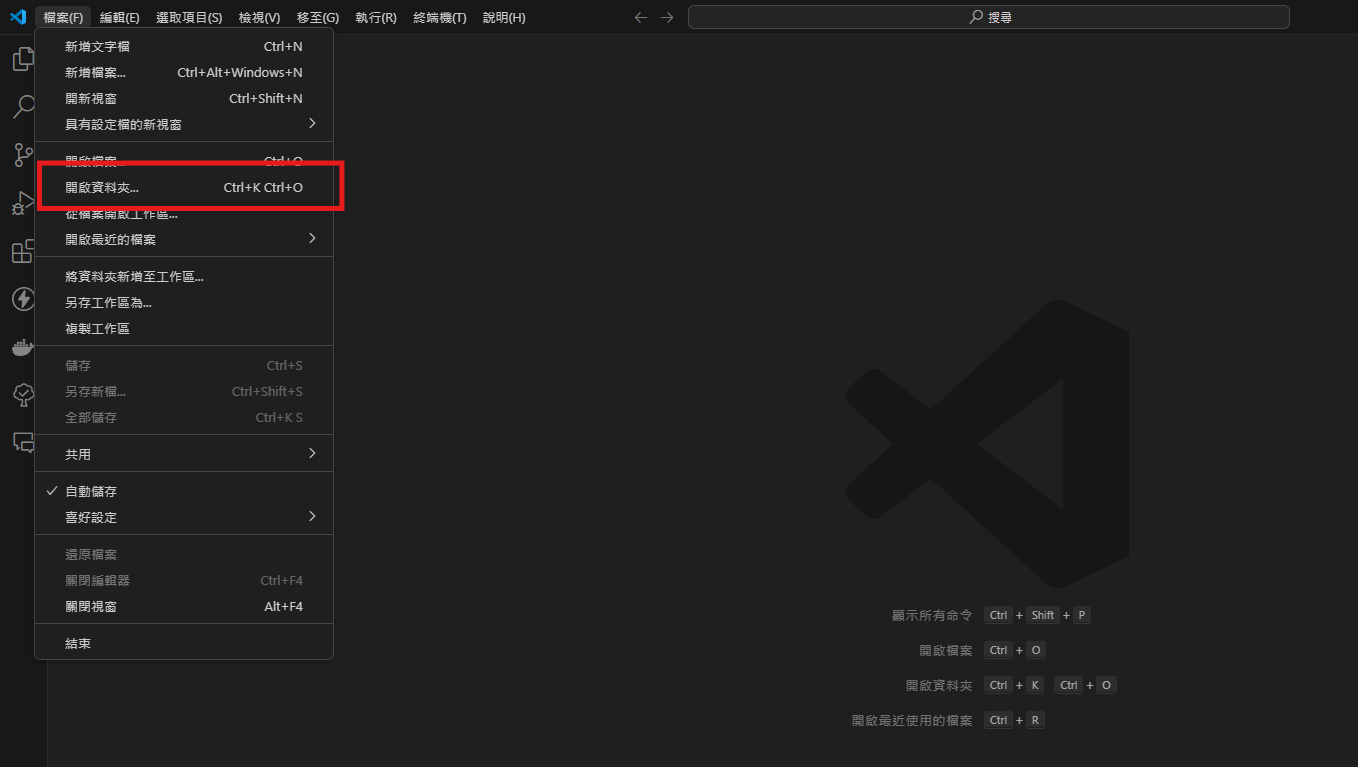 檔案(F) 編輯(E) 選取項目(S) 檢視(V) 移至(G) 執行(R) 終端機(T) 說明(H) 搜尋
新增文字檔 Ctrl+N
新增檔案... Ctrl+Alt+Windows+N
開新視窗 Ctrl+Shift+N
具有設定檔的新視窗
開啟檔案... Ctrl+O
開啟資料夾... Ctrl+K Ctrl+O
從檔案開啟工作區...
開啟最近的檔案
將資料夾新增至工作區...
另存工作區為...
複製工作區
儲存 Ctrl+S
另存新檔... Ctrl+Shift+S
全部儲存 Ctrl+K S
共用
自動儲存
喜好設定
還原檔案
關閉編輯器 Ctrl+F4
關閉視窗 Alt+F4
結束
顯示所有命令 Ctrl + Shift + P
開啟檔案 Ctrl + O
開啟資料夾 Ctrl + K Ctrl + O
開啟最近使用的檔案 Ctrl + R